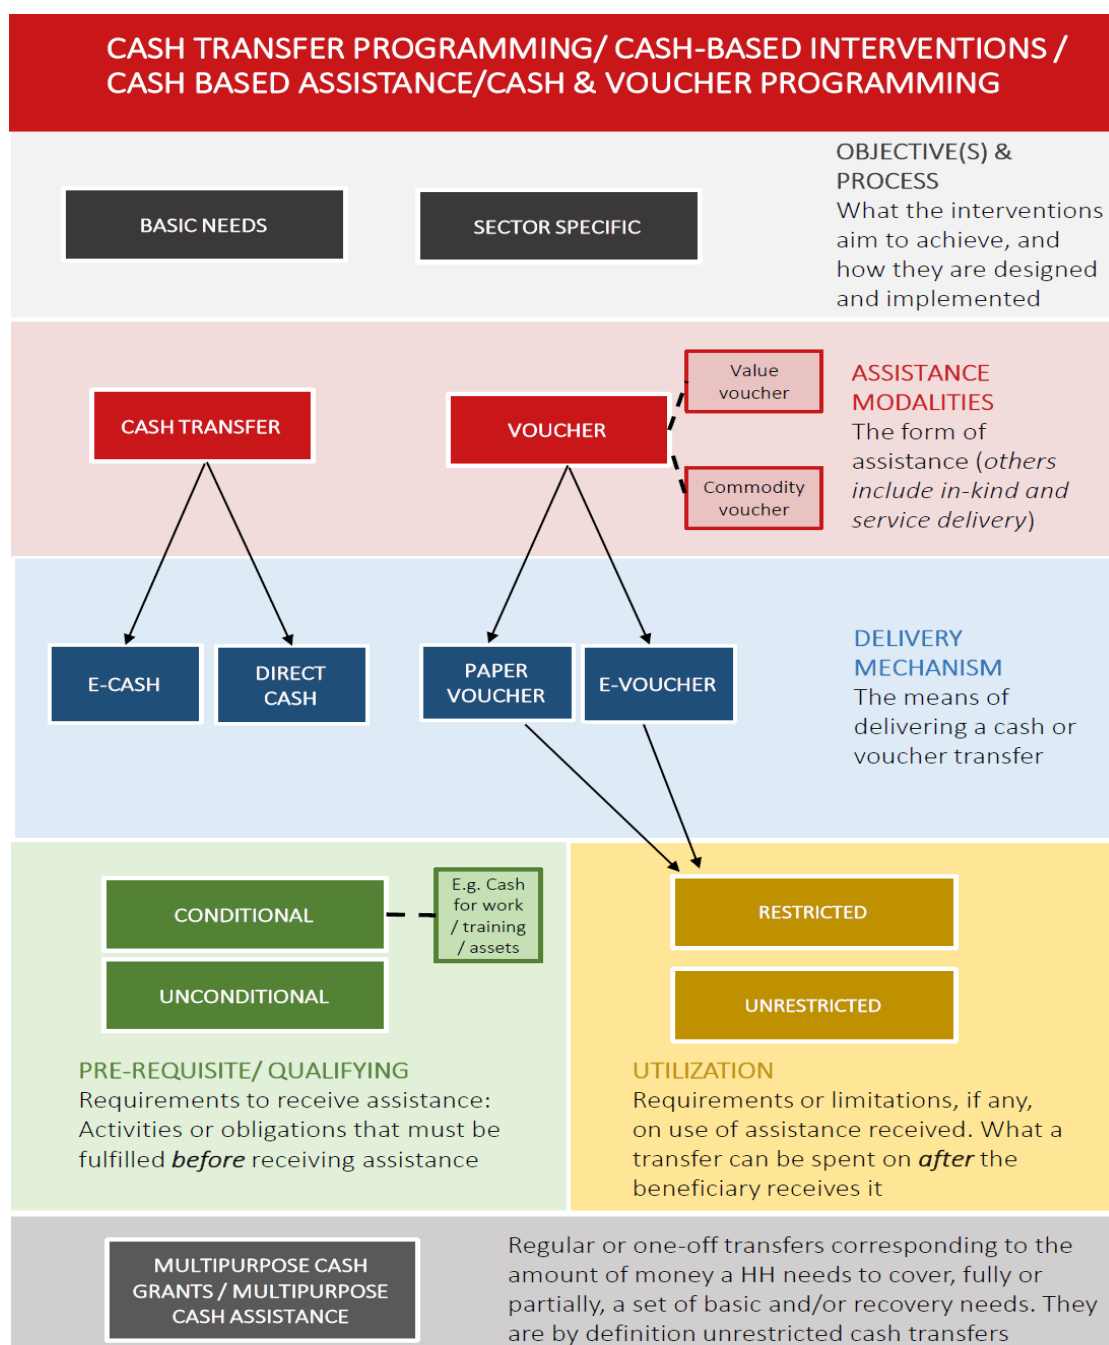 CASH TRANSFER PROGRAMMING/ CASH-BASED INTERVENTIONS /
CASH BASED ASSISTANCE/CASH & VOUCHER PROGRAMMING
BASIC NEEDS
SECTOR SPECIFIC
OBJECTIVE(S) &
PROCESS
What the interventions
aim to achieve, and
how they are designed
and implemented
CASH TRANSFER
VOUCHER
Value
voucher
Commodity
voucher
ASSISTANCE
MODALITIES
The form of
assistance (others
include in-kind and
service delivery)
E-CASH
DIRECT
CASH
PAPER
VOUCHER
E-VOUCHER
DELIVERY
MECHANISM
The means of
delivering a cash or
voucher transfer
CONDITIONAL
E.g. Cash
for work
/ training
/ assets
UNCONDITIONAL
PRE-REQUISITE/ QUALIFYING
Requirements to receive assistance:
Activities or obligations that must be
fulfilled before receiving assistance
RESTRICTED
UNRESTRICTED
UTILIZATION
Requirements or limitations, if any,
on use of assistance received. What a
transfer can be spent on after the
beneficiary receives it
MULTIPURPOSE CASH
GRANTS / MULTIPURPOSE
CASH ASSISTANCE
Regular or one-off transfers corresponding to the
amount of money a HH needs to cover, fully or
partially, a set of basic and/or recovery needs. They
are by definition unrestricted cash transfers